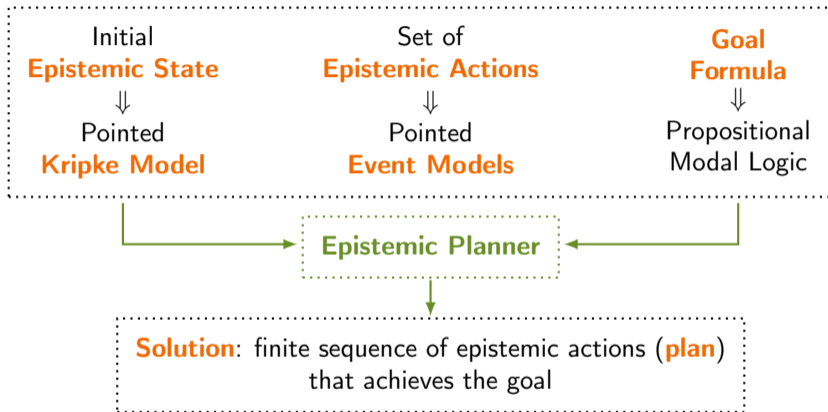 Initial
Epistemic State
⇓
Pointed
Kripke Model
Set of
Epistemic Actions
⇓
Pointed
Event Models
Goal
Formula
⇓
Propositional
Modal Logic
Epistemic Planner
Solution: finite sequence of epistemic actions (plan)
that achieves the goal